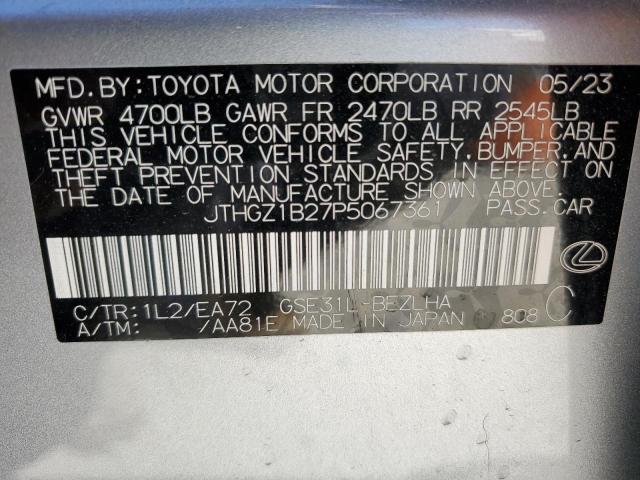 MFD.BY:TOYOTA MOTOR CORPORATION 05/23
GVWR 4700LB GAWR FR 2470LB RR 2545LB
THIS VEHICLE CONFORMS TO ALL APPLICABLE
FEDERAL MOTOR VEHICLE SAFETY,BUMPER,AND
THEFT PREVENTION STANDARDS IN EFFECT ON
THE DATE OF MANUFACTURE SHOWN ABOVE.
JTHGZ1B27P5067361 PASS.CAR
C/TR:1L2/EA72 GSE31L-BEZLHA C
A/TM: /AA81E MADE IN JAPAN 808